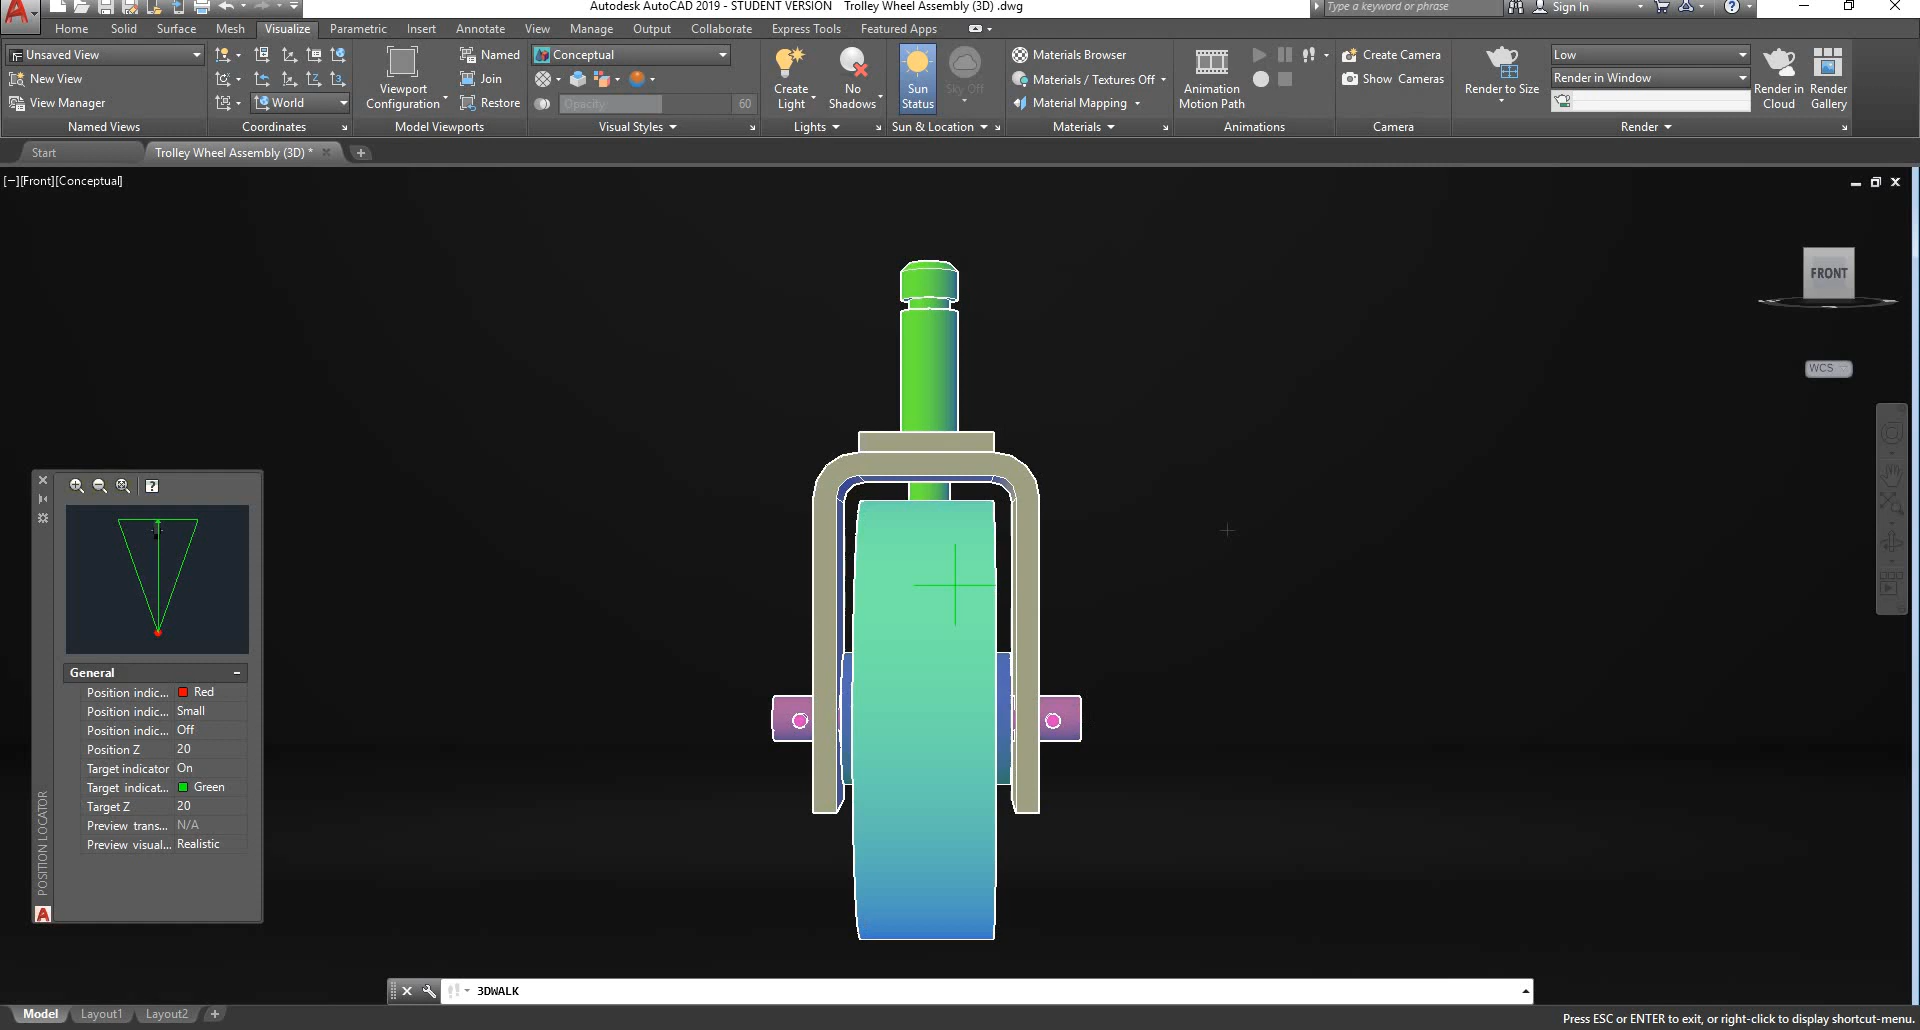 Autodesk AutoCAD 2019 - STUDENT VERSION Trolley Wheel Assembly (3D) .dwg
Type a keyword or phrase
Sign In
Home Solid Surface Mesh Visualize Parametric Insert Annotate View Manage Output Collaborate Express Tools Featured Apps
Unsaved View
New View
View Manager
Named Views
World
Coordinates
Viewport
Configuration
Named
Join
Restore
Model Viewports
Conceptual
Opacity 60
Visual Styles
Create
Light
No
Shadows
Lights
Sun
Status
Sky Off
Sun & Location
Materials Browser
Materials / Textures Off
Material Mapping
Materials
Animation
Motion Path
Animations
Create Camera
Show Cameras
Camera
Render to Size
Low
Render in Window
Render in
Cloud
Render
Gallery
Render
Start
Trolley Wheel Assembly (3D) *
[−][Front][Conceptual]
FRONT
WCS
POSITION LOCATOR
General
Position indic... Red
Position indic... Small
Position indic... Off
Position Z 20
Target indicator On
Target indicat... Green
Target Z 20
Preview trans... N/A
Preview visual... Realistic
3DWALK
Model Layout1 Layout2
Press ESC or ENTER to exit, or right-click to display shortcut-menu.